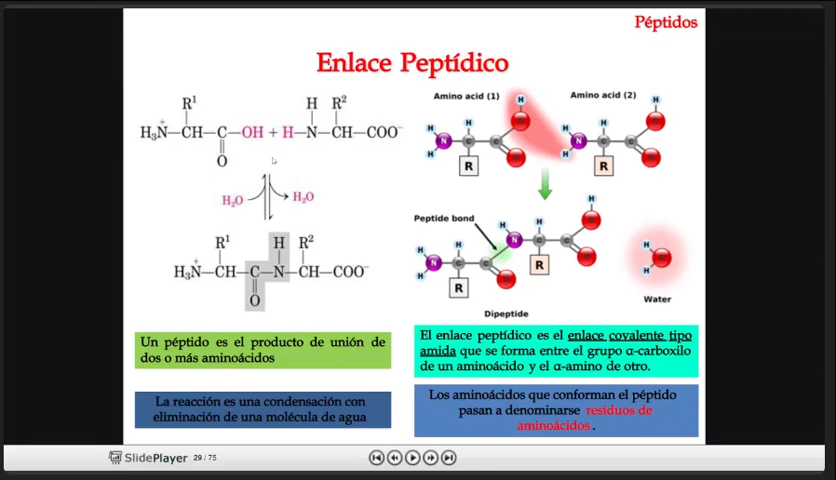 Péptidos
Enlace Peptídico
R¹
H₃N⁺—CH—C—OH + H—N—CH—COO⁻
O
H R²
H₂O
H₂O
R¹ H R²
H₃N⁺—CH—C—N—CH—COO⁻
O
Amino acid (1)
Amino acid (2)
H
H
H
H
C
C
N
R
H
H
H
H
C
C
N
R
Peptide bond
H
H
H
H
H
H
N
C
C
N
C
C
R
R
H
H
Dipeptide
Water
Un péptido es el producto de unión de
dos o más aminoácidos
La reacción es una condensación con
eliminación de una molécula de agua
El enlace peptídico es el enlace covalente tipo
amida que se forma entre el grupo α-carboxilo
de un aminoácido y el α-amino de otro.
Los aminoácidos que conforman el péptido
pasan a denominarse residuos de
aminoácidos .
SlidePlayer 29 / 75